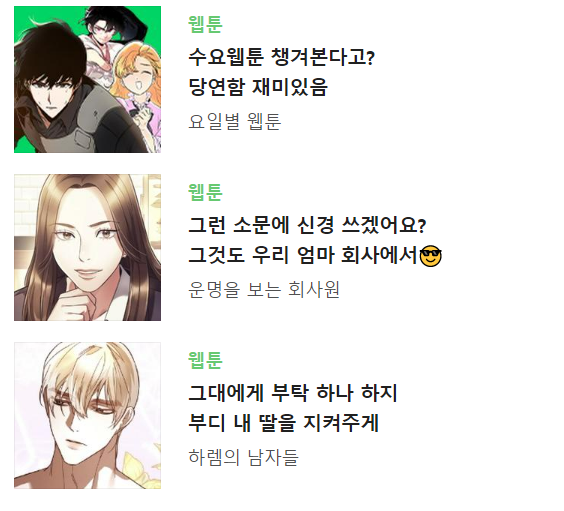 웹툰
수요웹툰 챙겨본다고?
당연함 재미있음
요일별 웹툰
웹툰
그런 소문에 신경 쓰겠어요?
그것도 우리 엄마 회사에서😎
운명을 보는 회사원
웹툰
그대에게 부탁 하나 하지
부디 내 딸을 지켜주게
하렘의 남자들